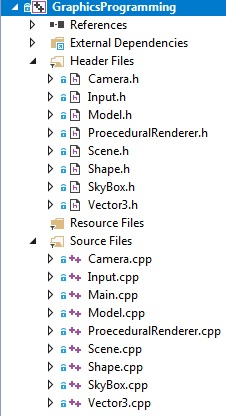 GraphicsProgramming
References
External Dependencies
Header Files
Camera.h
Input.h
Model.h
ProeceduralRenderer.h
Scene.h
Shape.h
SkyBox.h
Vector3.h
Resource Files
Source Files
Camera.cpp
Input.cpp
Main.cpp
Model.cpp
ProeceduralRenderer.cpp
Scene.cpp
Shape.cpp
SkyBox.cpp
Vector3.cpp